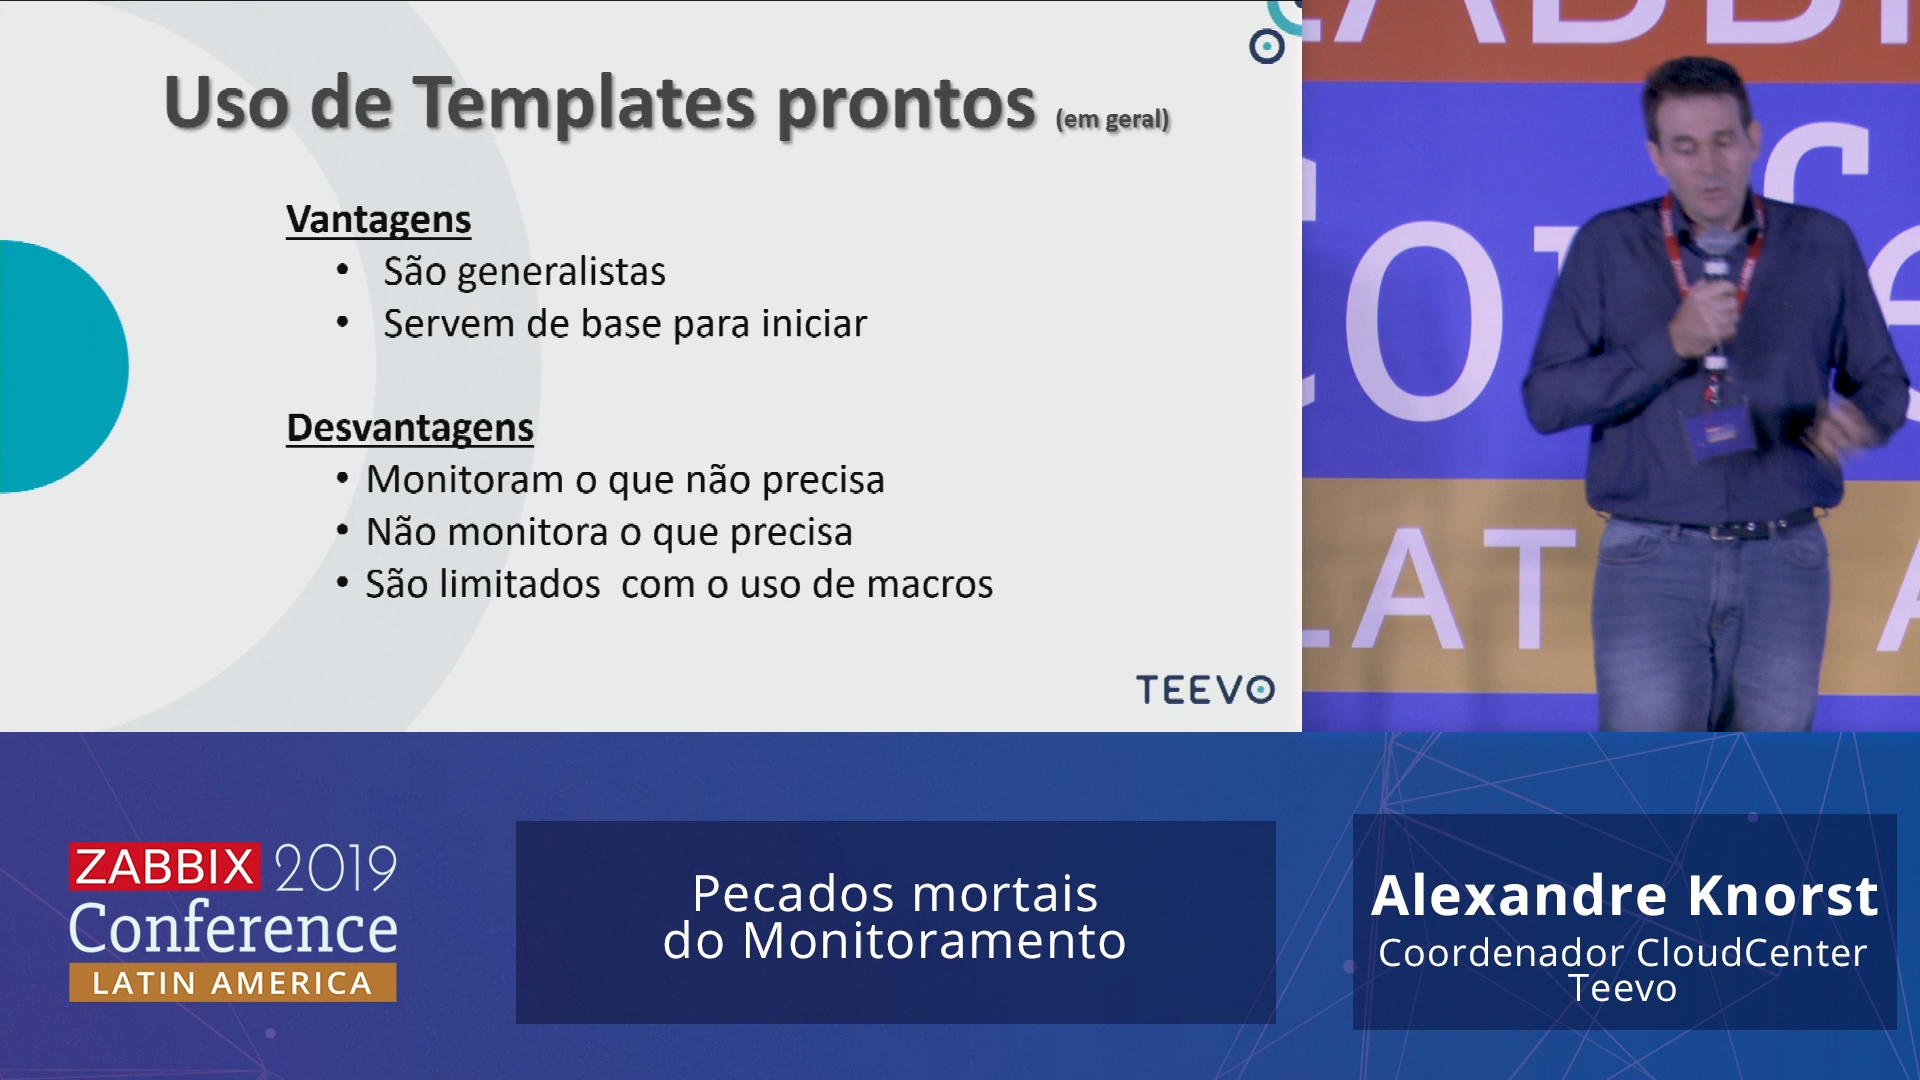 Uso de Templates prontos (em geral)
Vantagens
• São generalistas
• Servem de base para iniciar
Desvantagens
• Monitoram o que não precisa
• Não monitora o que precisa
• São limitados com o uso de macros
TEEVO
LAT
ZABBIX 2019
Conference
LATIN AMERICA
Pecados mortais
do Monitoramento
Alexandre Knorst
Coordenador CloudCenter
Teevo